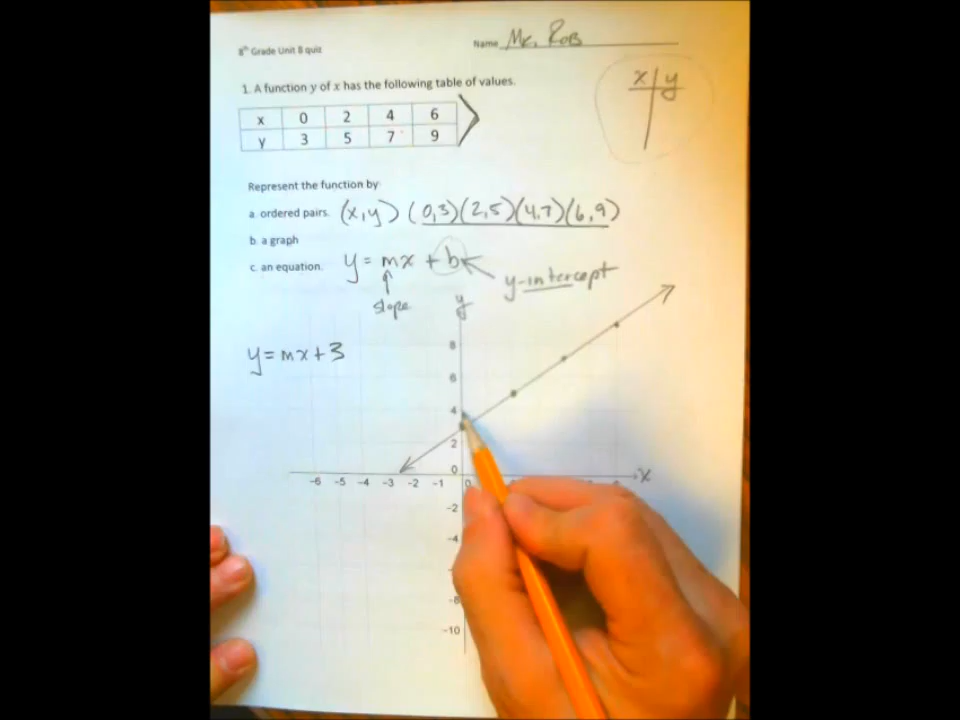 8th Grade Unit 8 quiz
Name Mr. Rob
x y
1. A function y of x has the following table of values.
x 0 2 4 6
y 3 5 7 9
Represent the function by
a. ordered pairs. (x,y) (0,3)(2,5)(4,7)(6,9)
b. a graph
c. an equation. y = mx + b
y-intercept
slope
y
y=mx+3
8
6
4
2
0
-6 -5 -4 -3 -2 -1 0
x
-2
-4
-8
-10